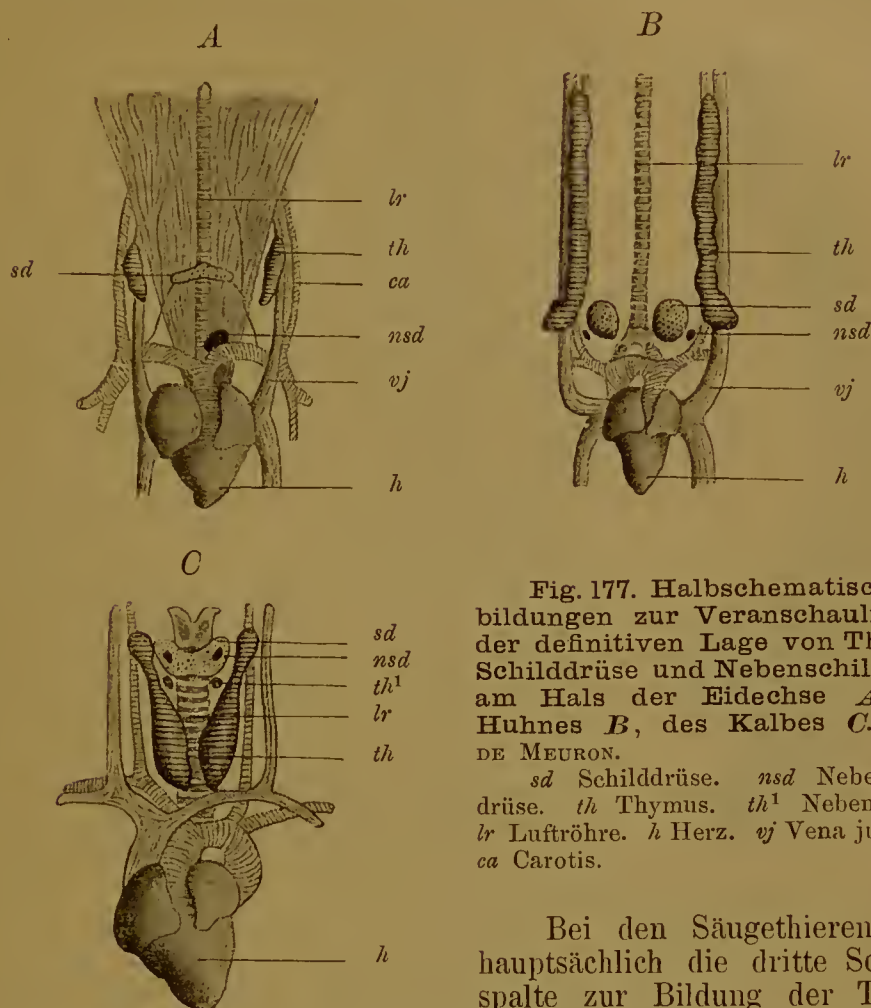 A
lr
th
sd
ca
nsd
vj
h
B
lr
th
sd
nsd
vj
h
C
sd
nsd
th¹
lr
th
h
Fig. 177. Halbschematisc
bildungen zur Veranschauli
der definitiven Lage von Th
Schilddrüse und Nebenschil
am Hals der Eidechse A
Huhnes B, des Kalbes C.
DE MEURON.
sd Schilddrüse. nsd Nebe
drüse. th Thymus. th¹ Neben
lr Luftröhre. h Herz. vj Vena ju
ca Carotis.
Bei den Säugethieren
hauptsächlich die dritte Sc
spalte zur Bildung der T